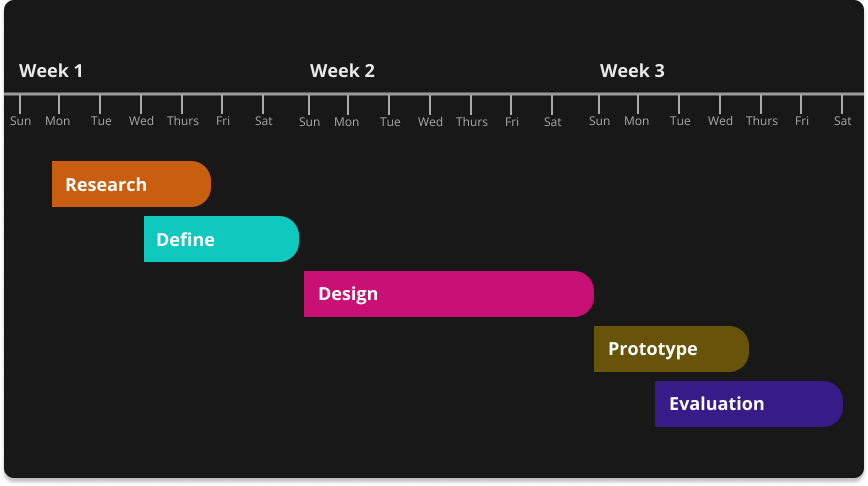 Week 1 Week 2 Week 3
Sun Mon Tue Wed Thurs Fri Sat Sun Mon Tue Wed Thurs Fri Sat Sun Mon Tue Wed Thurs Fri Sat
Research
Define
Design
Prototype
Evaluation